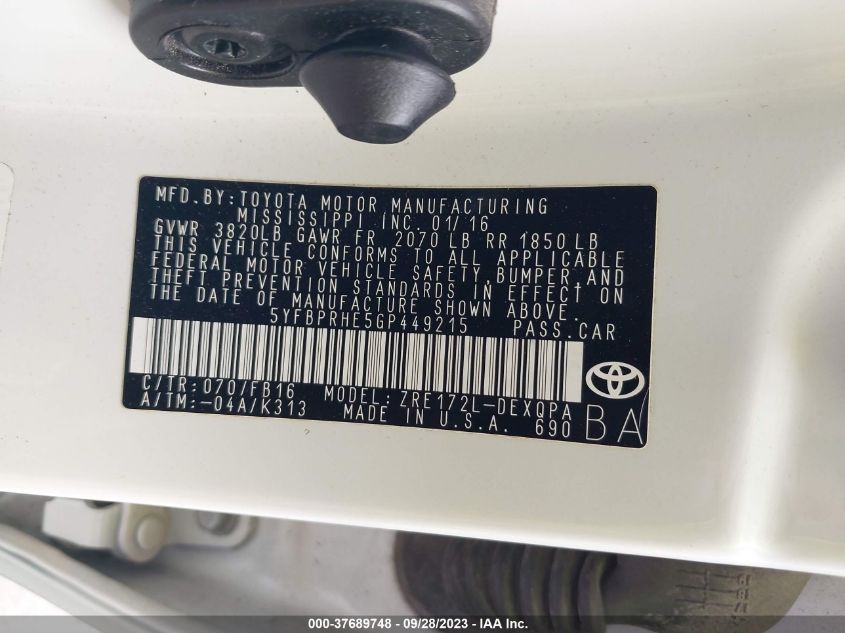 MFD. BY: TOYOTA MOTOR MANUFACTURING
MISSISSIPPI INC. 01/16
GVWR 3820LB GAWR FR 2070 LB RR 1850 LB
THIS VEHICLE CONFORMS TO ALL APPLICABLE
FEDERAL MOTOR VEHICLE SAFETY, BUMPER, AND
THEFT PREVENTION STANDARDS IN EFFECT ON
THE DATE OF MANUFACTURE SHOWN ABOVE.
5YFBPRHE5GP449215 PASS.CAR
C/TR: 070/FB16 MODEL: ZRE172L-DEXQPA
A/TM: -04A/K313 MADE IN U.S.A. 690 BA
000-37689748 - 09/28/2023 - IAA Inc.